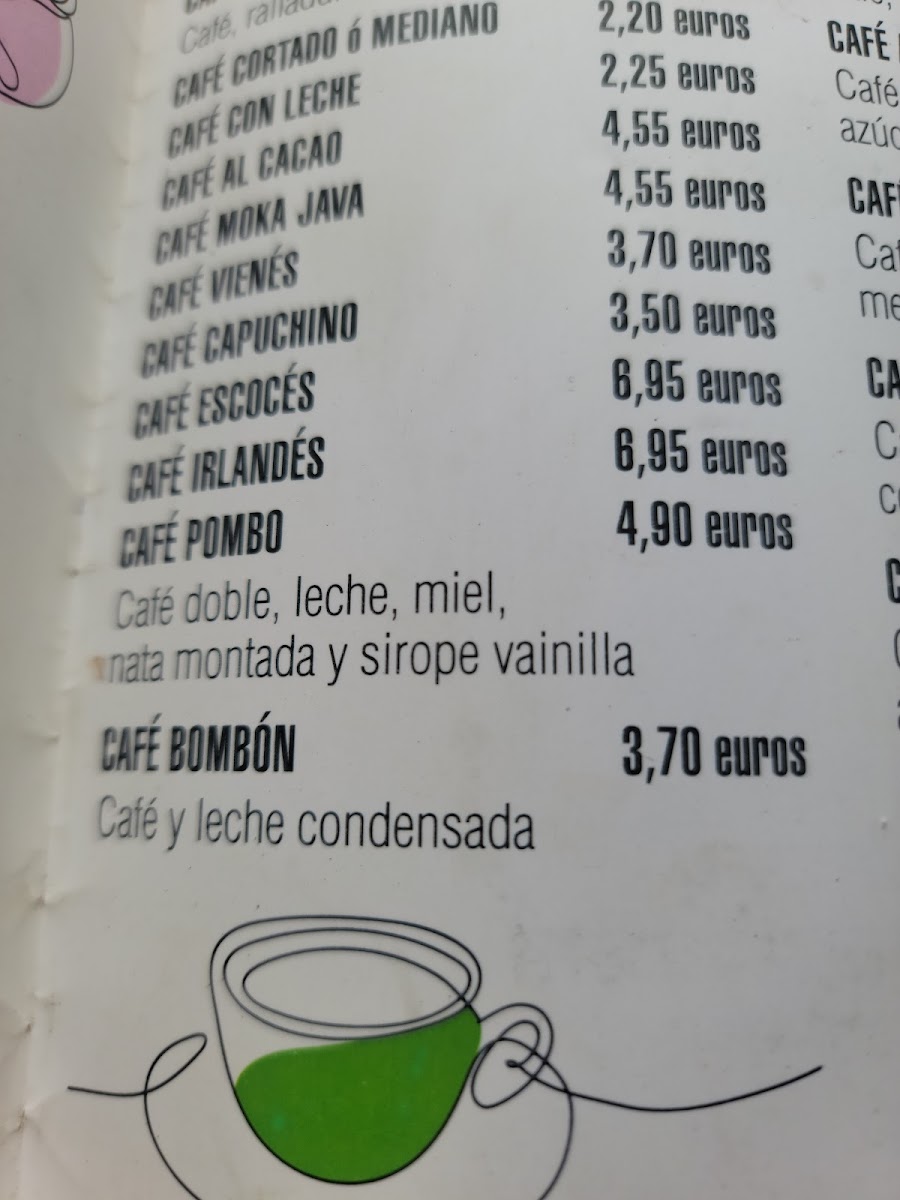 Café,
CAFÉ CORTADO ó MEDIANO 2,20 euros
CAFÉ CON LECHE 2,25 euros
CAFÉ AL CACAO 4,55 euros
CAFÉ MOKA JAVA 4,55 euros
CAFÉ VIENÉS 3,70 euros
CAFÉ CAPUCHINO 3,50 euros
CAFÉ ESCOCÉS 6,95 euros
CAFÉ IRLANDÉS 6,95 euros
CAFÉ POMBO 4,90 euros
Café doble, leche, miel,
nata montada y sirope vainilla
CAFÉ BOMBÓN 3,70 euros
Café y leche condensada
CAFÉ
Café